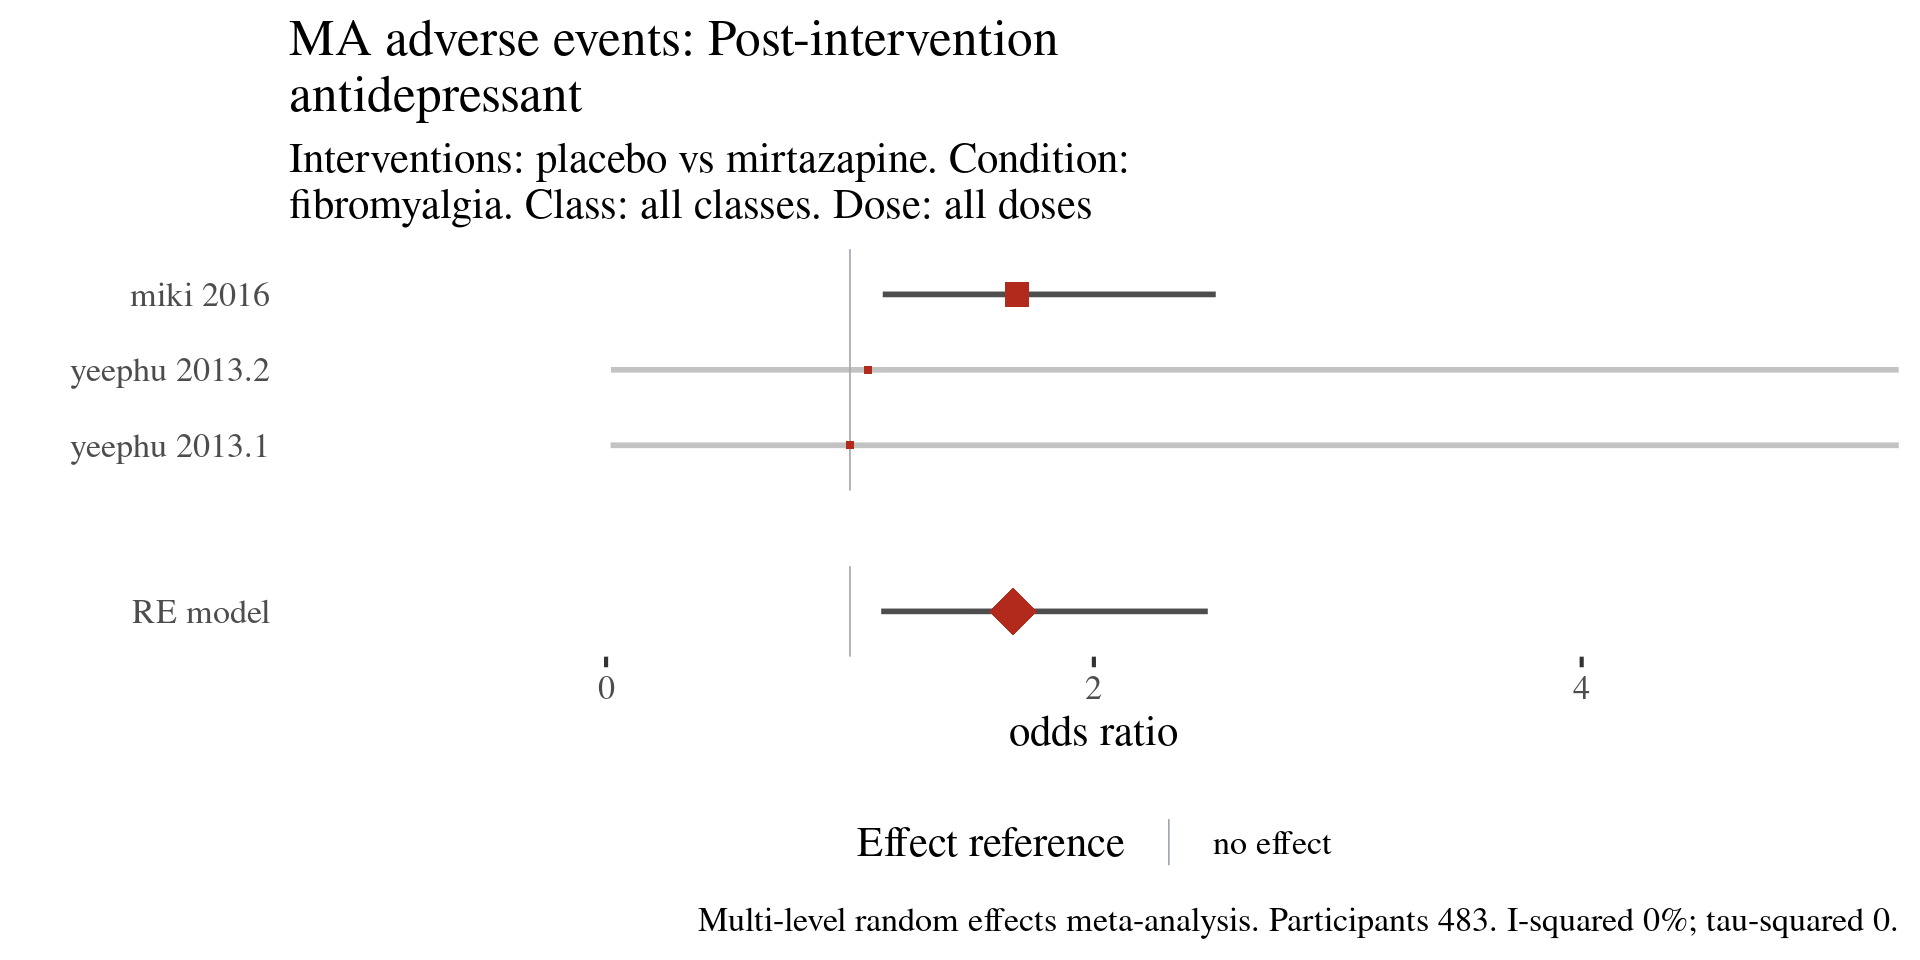 MA adverse events: Post-intervention
antidepressant
Interventions: placebo vs mirtazapine. Condition:
fibromyalgia. Class: all classes. Dose: all doses
miki 2016
yeephu 2013.2
yeephu 2013.1
RE model
0 2 4
odds ratio
Effect reference no effect
Multi-level random effects meta-analysis. Participants 483. I-squared 0%; tau-squared 0.